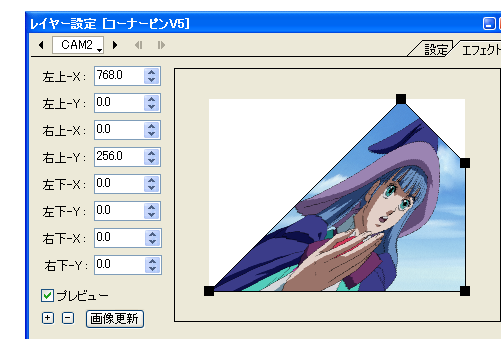 レイヤー設定 [コーナーピンV5]
CAM2
設定 エフェクト
左上-X: 768.0
左上-Y: 0.0
右上-X: 0.0
右上-Y: 256.0
左下-X: 0.0
左下-Y: 0.0
右下-X: 0.0
右下-Y: 0.0
プレビュー
画像更新